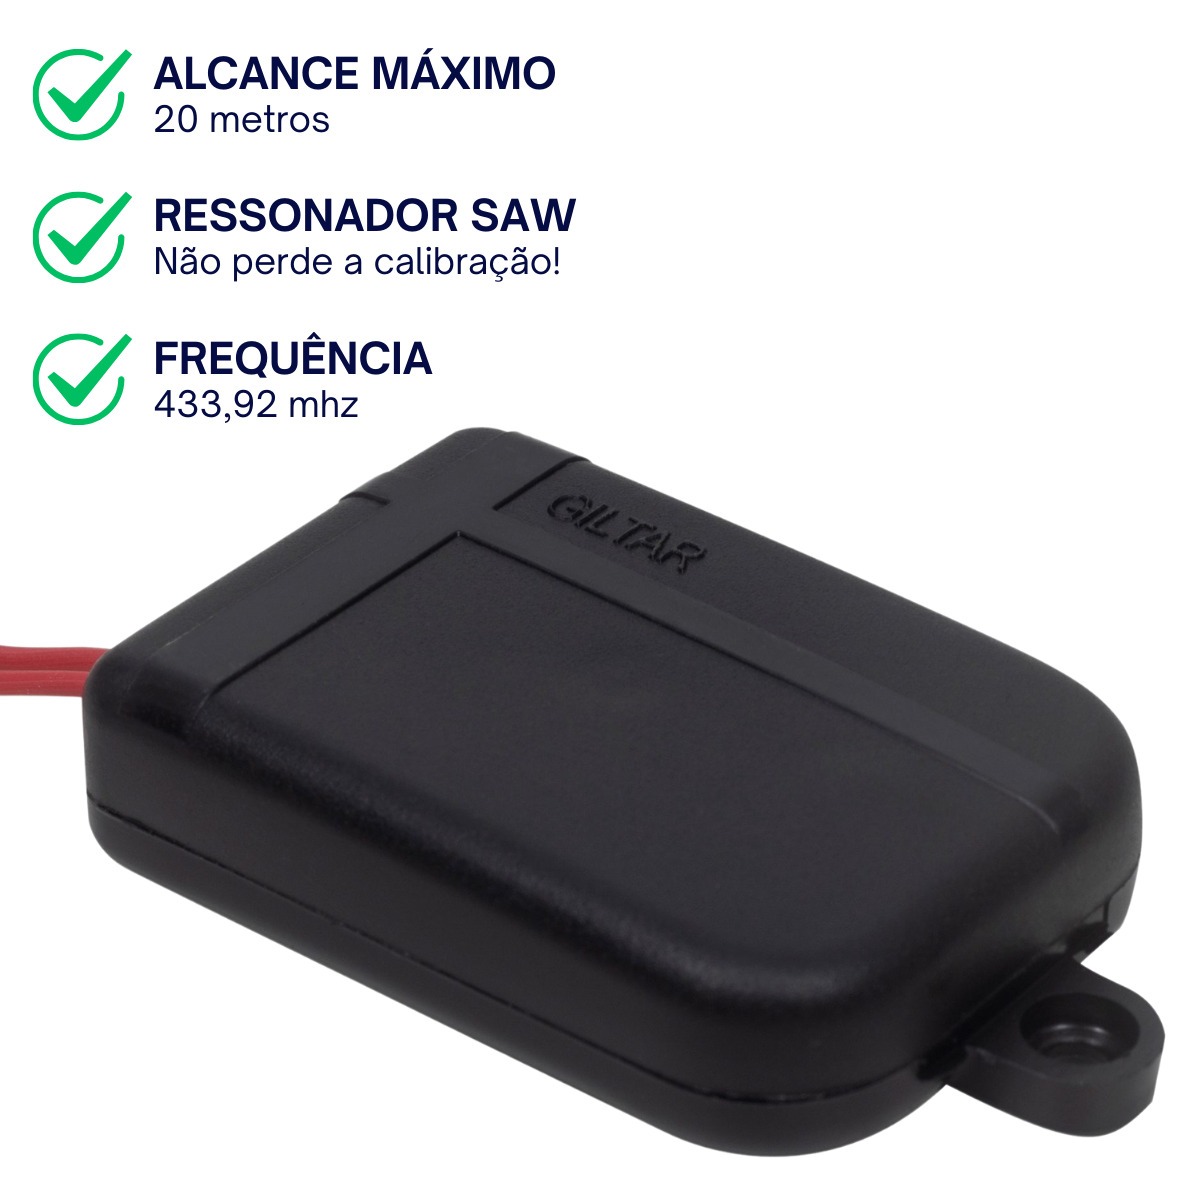 ALCANCE MÁXIMO
20 metros
RESSONADOR SAW
Não perde a calibração!
FREQUÊNCIA
433,92 mhz
GILTAR